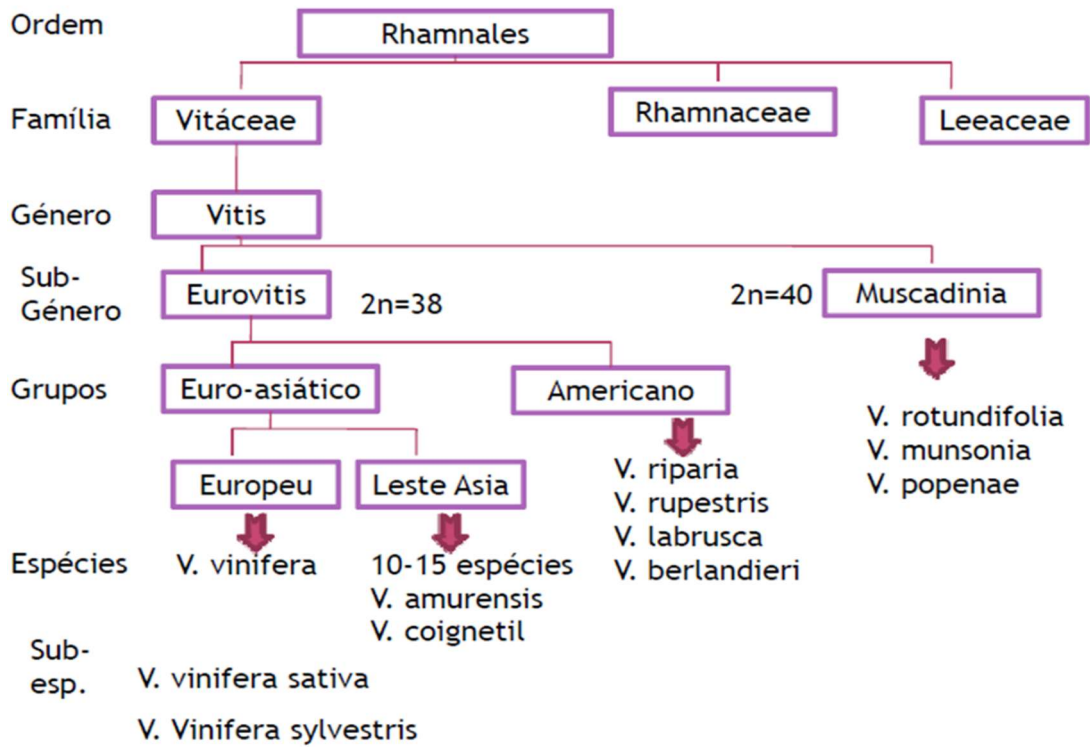 Ordem
Rhamnales
Família
Vitáceae
Rhamnaceae
Leeaceae
Género
Vitis
Sub-
Género
Eurovitis
2n=38
2n=40
Muscadinia
Grupos
Euro-asiático
Americano
V. rotundifolia
V. munsonia
V. popenae
Europeu
Leste Asia
V. riparia
V. rupestris
V. labrusca
V. berlandieri
Espécies
V. vinifera
10-15 espécies
V. amurensis
V. coignetil
Sub-
esp.
V. vinifera sativa
V. Vinifera sylvestris